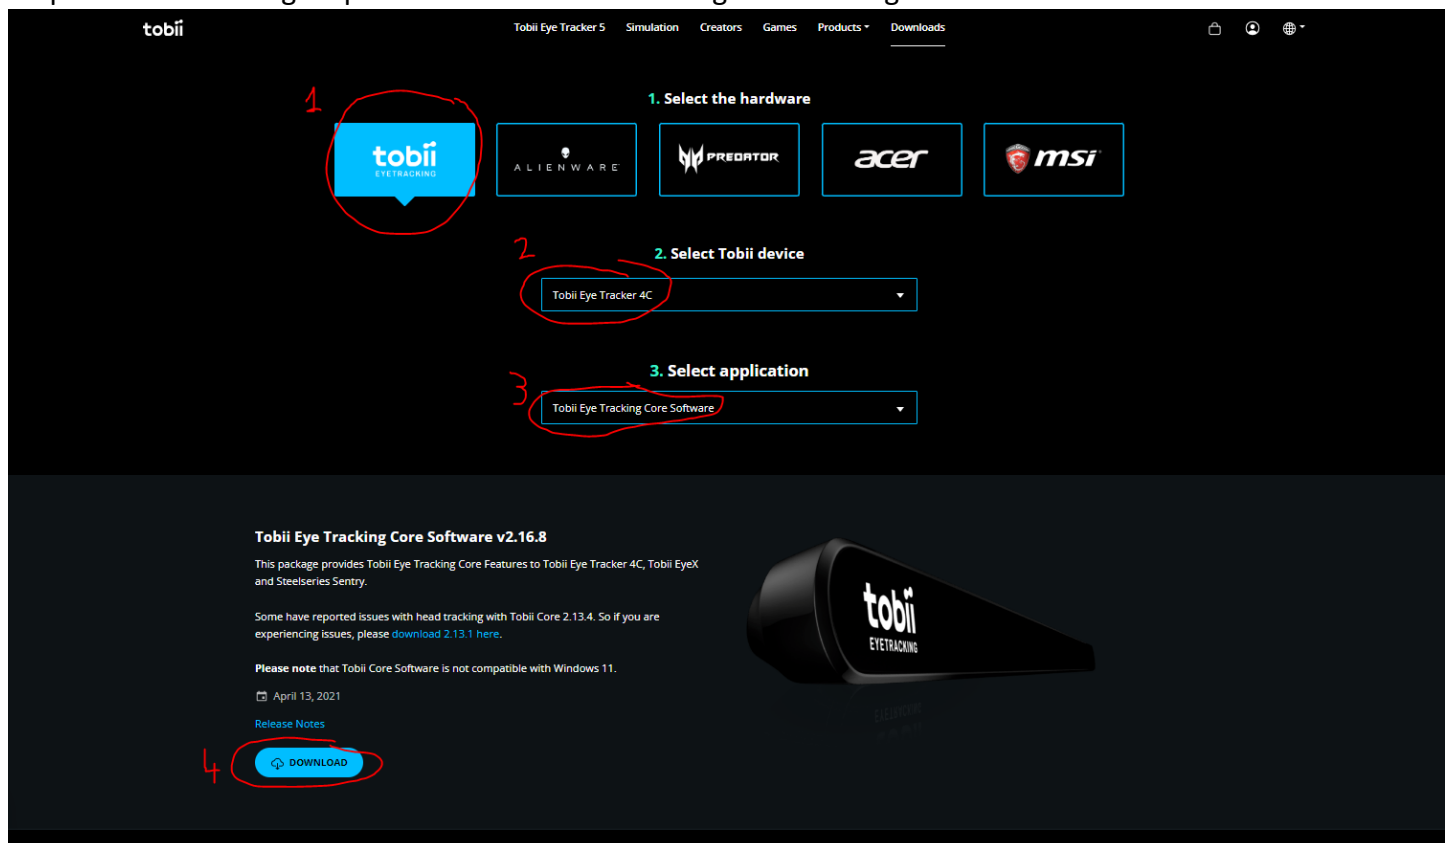 tobii
Tobii Eye Tracker 5 Simulation Creators Games Products Downloads
1
1. Select the hardware
tobii EYETRACKING
ALIENWARE
PREDATOR
acer
msi
2
2. Select Tobii device
Tobii Eye Tracker 4C
3
3. Select application
Tobii Eye Tracking Core Software
Tobii Eye Tracking Core Software v2.16.8
This package provides Tobii Eye Tracking Core Features to Tobii Eye Tracker 4C, Tobii EyeX
and Steelseries Sentry.
Some have reported issues with head tracking with Tobii Core 2.13.4. So if you are
experiencing issues, please download 2.13.1 here.
Please note that Tobii Core Software is not compatible with Windows 11.
April 13, 2021
Release Notes
4
DOWNLOAD
tobii
EYETRACKING